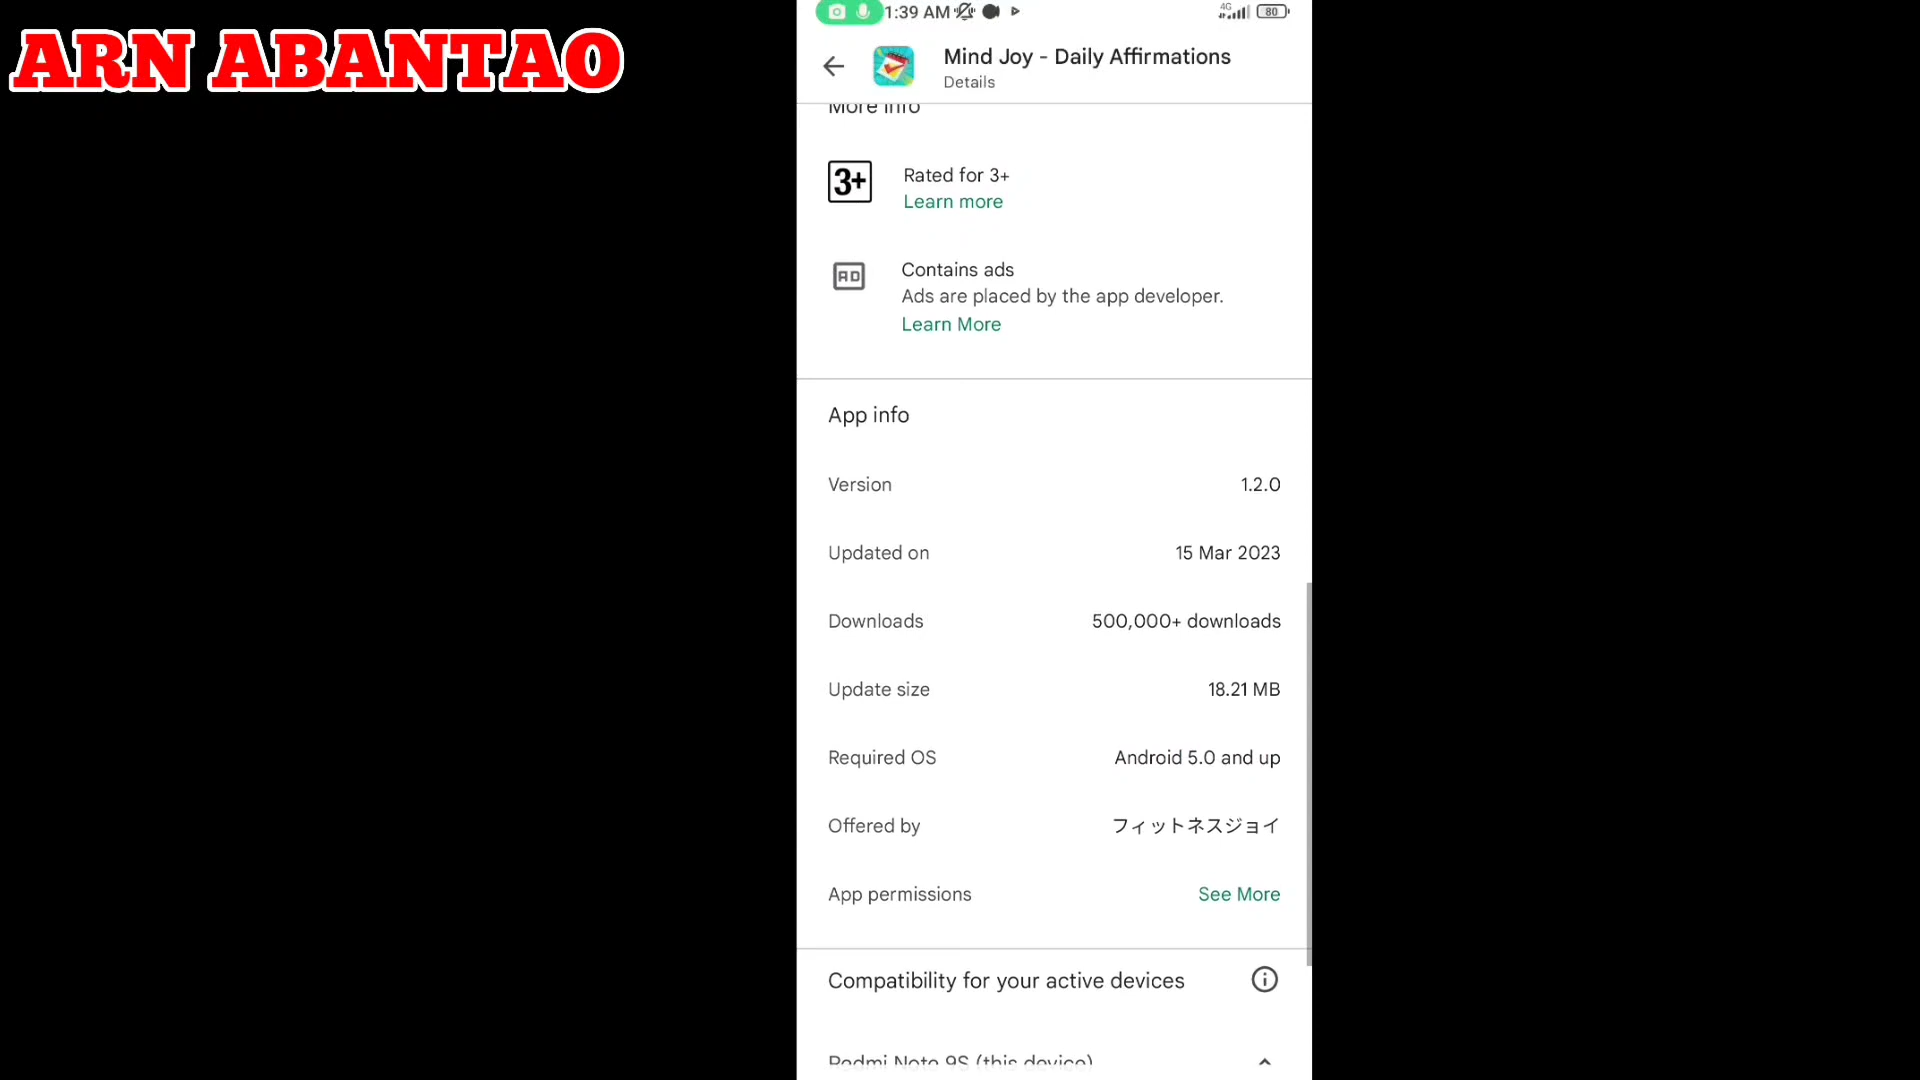 ARN ABANTAO
1:39 AM
4G
80
Mind Joy - Daily Affirmations
Details
More info
3+
Rated for 3+
Learn more
AD
Contains ads
Ads are placed by the app developer.
Learn More
App info
Version 1.2.0
Updated on 15 Mar 2023
Downloads 500,000+ downloads
Update size 18.21 MB
Required OS Android 5.0 and up
Offered by フィットネスジョイ
App permissions See More
Compatibility for your active devices
Redmi Note 9S (this device)